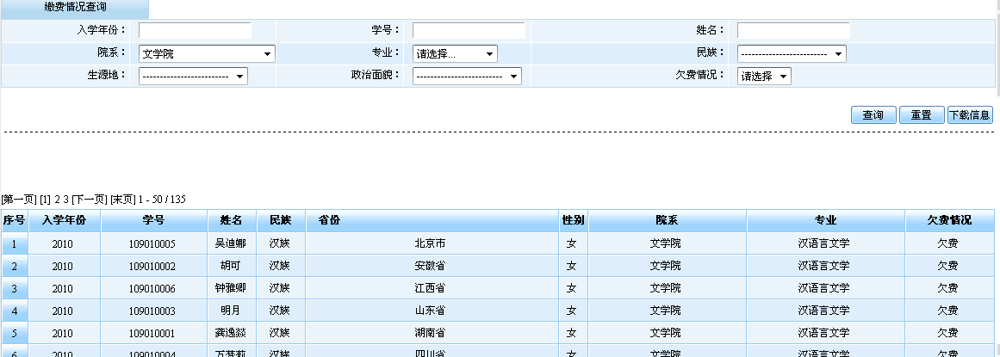 缴费情况查询
入学年份： 学号： 姓名：
院系： 文学院 专业： 请选择... 民族： -------------------------
生源地： ------------------------- 政治面貌： ------------------------- 欠费情况： 请选择
查询 重置 下载信息
[第一页] [1] 2 3 [下一页] [末页] 1 - 50 / 135
序号 入学年份 学号 姓名 民族 省份 性别 院系 专业 欠费情况
1 2010 109010005 吴迪娜 汉族 北京市 女 文学院 汉语言文学 欠费
2 2010 109010002 胡可 汉族 安徽省 女 文学院 汉语言文学 欠费
3 2010 109010006 钟雅卿 汉族 江西省 女 文学院 汉语言文学 欠费
4 2010 109010003 明月 汉族 山东省 女 文学院 汉语言文学 欠费
5 2010 109010001 龚逸燚 汉族 湖南省 女 文学院 汉语言文学 欠费
6 2010 109010004 万梦莉 汉族 四川省 女 文学院 汉语言文学 欠费